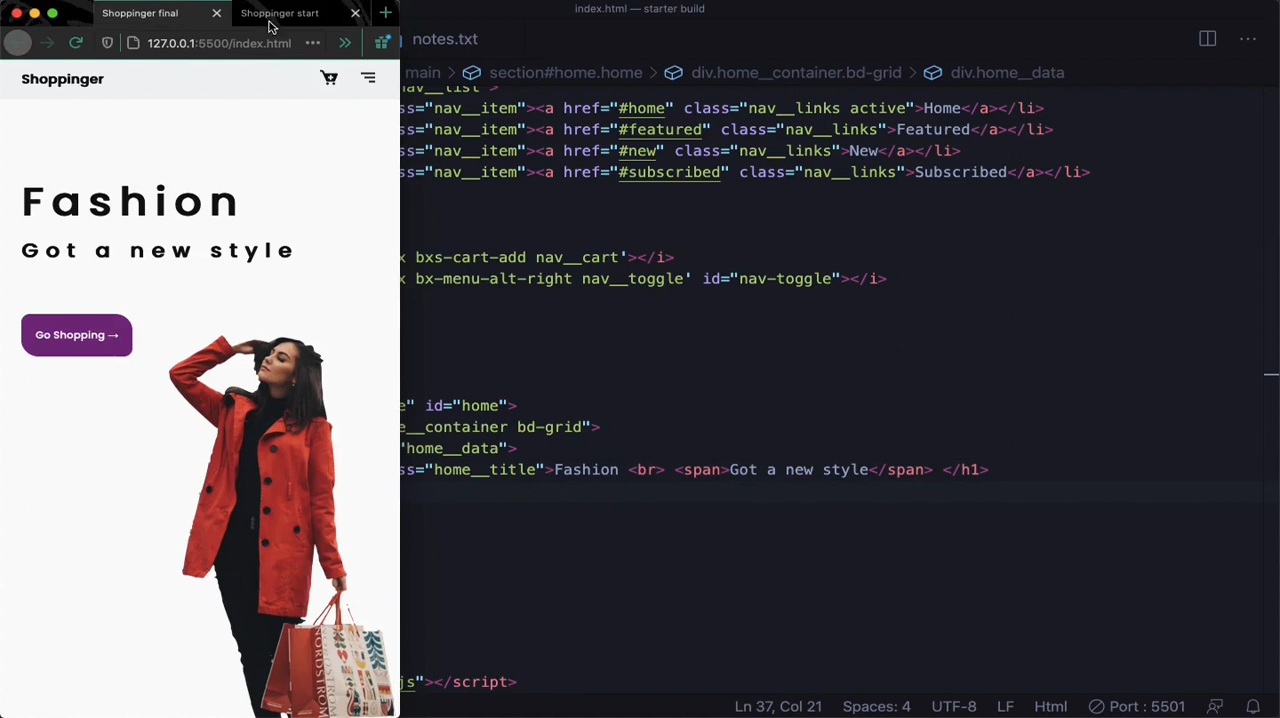 Shoppinger final
Shoppinger start
127.0.0.1:5500/index.html
Shoppinger
Fashion
Got a new style
Go Shopping →
NORDSTROM
NORDSTROM
index.html — starter build
notes.txt
main > section#home.home > div.home__container.bd-grid > div.home__data
nav__list">
ss="nav__item"><a href="#home" class="nav__links active">Home</a></li>
ss="nav__item"><a href="#featured" class="nav__links">Featured</a></li>
ss="nav__item"><a href="#new" class="nav__links">New</a></li>
ss="nav__item"><a href="#subscribed" class="nav__links">Subscribed</a></li>
x bxs-cart-add nav__cart'></i>
x bx-menu-alt-right nav__toggle' id="nav-toggle"></i>
e" id="home">
e__container bd-grid">
"home__data">
ss="home__title">Fashion <br> <span>Got a new style</span> </h1>
js"></script>
Ln 37, Col 21 Spaces: 4 UTF-8 LF Html Port : 5501